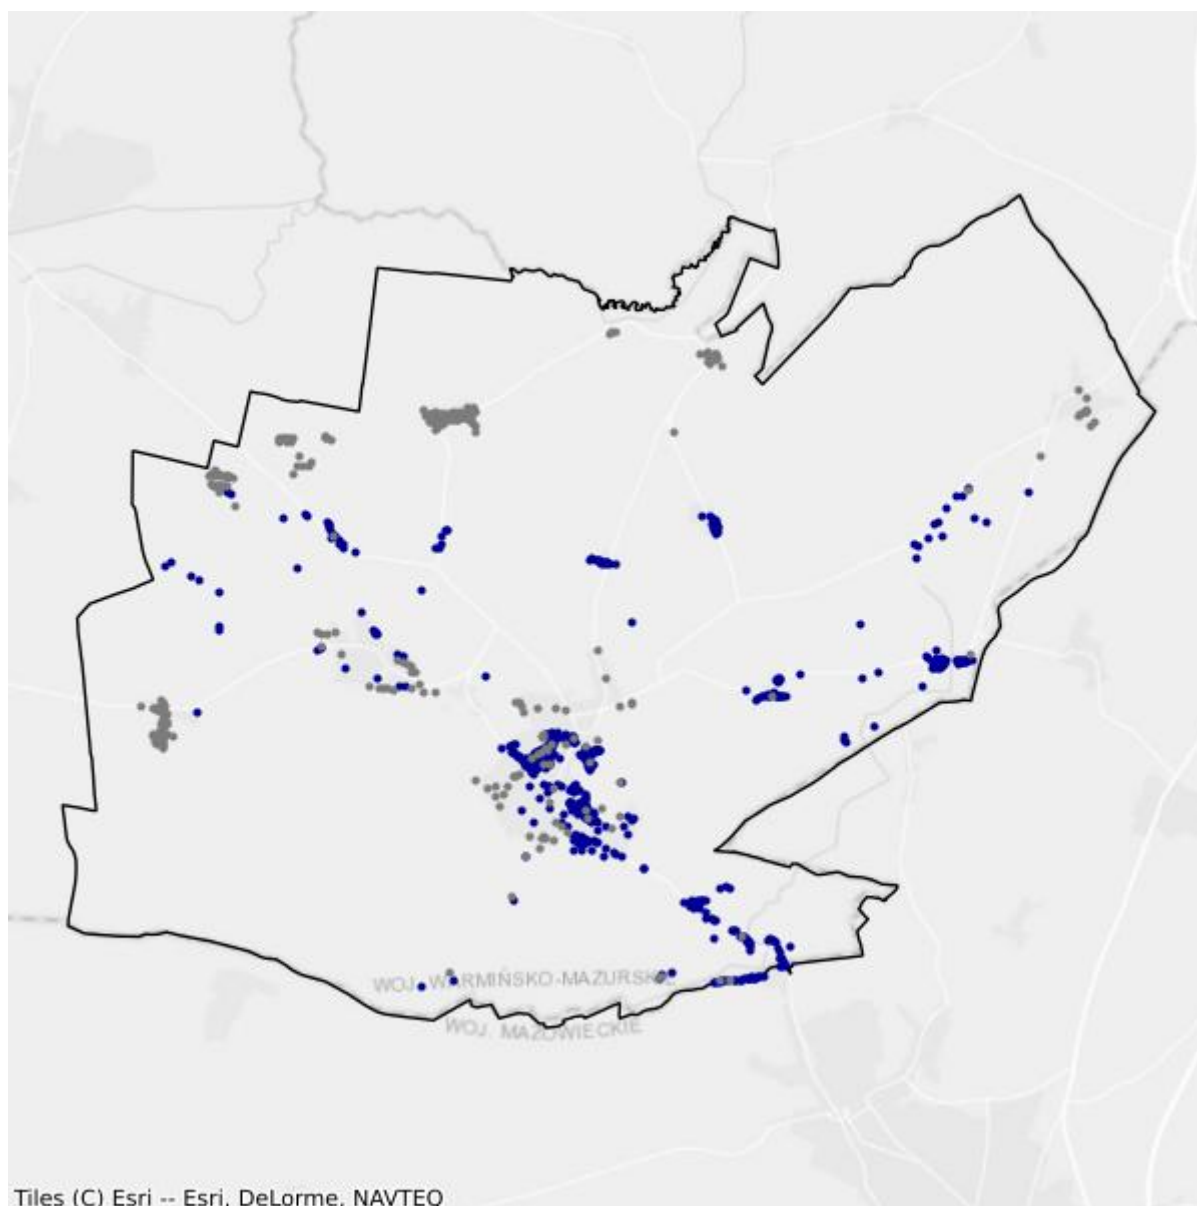 WOJ. WARMIŃSKO-MAZURSKIE
WOJ. MAZOWIECKIE
Tiles (C) Esri -- Esri, DeLorme, NAVTEQ